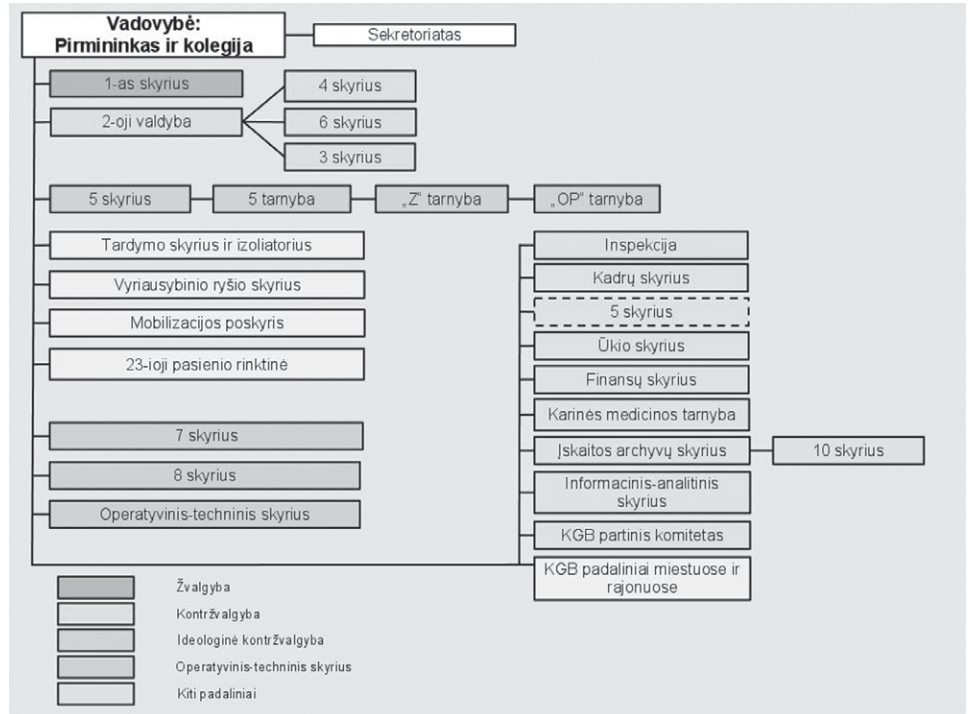 Vadovybė:
Pirmininkas ir kolegija
Sekretoriatas
1-as skyrius
2-oji valdyba
4 skyrius
6 skyrius
3 skyrius
5 skyrius
5 tarnyba
„Z” tarnyba
„OP” tarnyba
Tardymo skyrius ir izoliatorius
Vyriausybinio ryšio skyrius
Mobilizacijos poskyris
23-ioji pasienio rinktinė
7 skyrius
8 skyrius
Operatyvinis-techninis skyrius
Inspekcija
Kadrų skyrius
5 skyrius
Ūkio skyrius
Finansų skyrius
Karinės medicinos tarnyba
Įskaitos archyvų skyrius
10 skyrius
Informacinis-analitinis
skyrius
KGB partinis komitetas
KGB padaliniai miestuose ir
rajonuose
Žvalgyba
Kontržvalgyba
Ideologinė kontržvalgyba
Operatyvinis-techninis skyrius
Kiti padaliniai